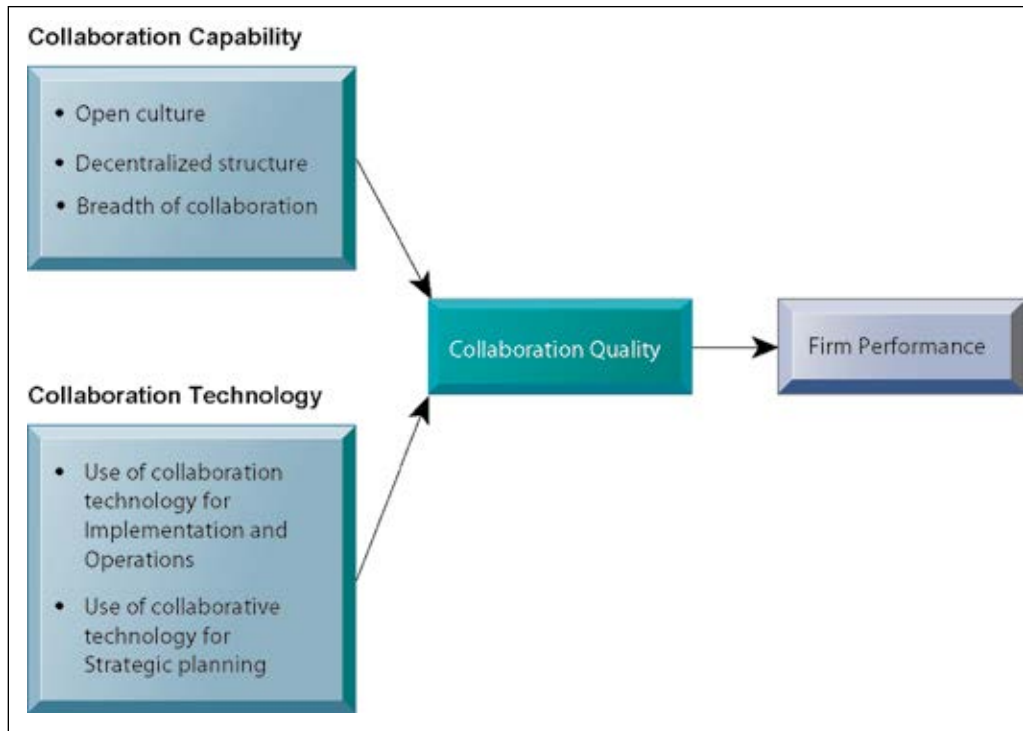 Collaboration Capability
• Open culture
• Decentralized structure
• Breadth of collaboration
Collaboration Quality
Firm Performance
Collaboration Technology
• Use of collaboration
technology for
Implementation and
Operations
• Use of collaborative
technology for
Strategic planning